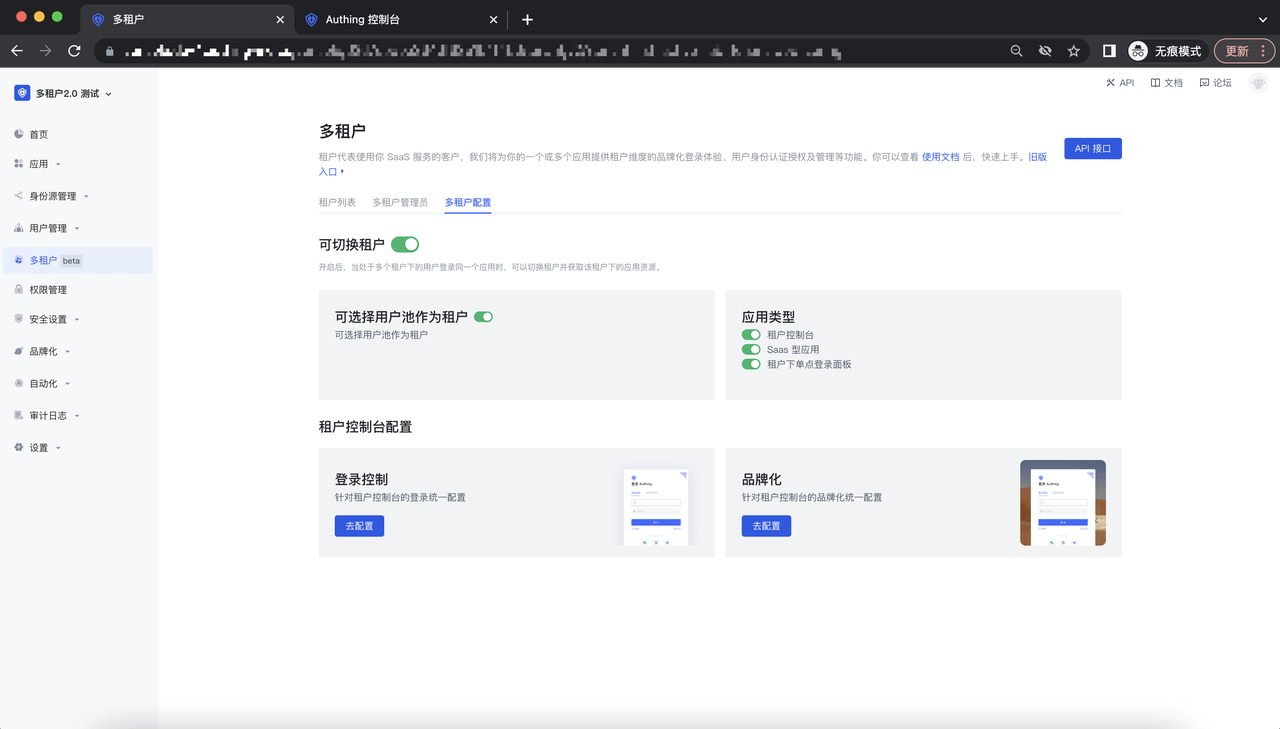 多租户
Authing 控制台
无痕模式
更新
多租户2.0 测试
API
文档
论坛
首页
应用
身份源管理
用户管理
多租户 beta
权限管理
安全设置
品牌化
自动化
审计日志
设置
多租户
租户代表使用你 SaaS 服务的客户，我们将为你的一个或多个应用提供租户维度的品牌化登录体验、用户身份认证授权及管理等功能。你可以查看 使用文档 后，快速上手。旧版
入口
API 接口
租户列表
多租户管理员
多租户配置
可切换租户
开启后，当处于多个租户下的用户登录同一个应用时，可以切换租户并获取该租户下的应用资源。
可选择用户池作为租户
可选择用户池作为租户
应用类型
租户控制台
Saas 型应用
租户下单点登录面板
租户控制台配置
登录控制
针对租户控制台的登录统一配置
去配置
登录 Authing
品牌化
针对租户控制台的品牌化统一配置
去配置
登录 Authing